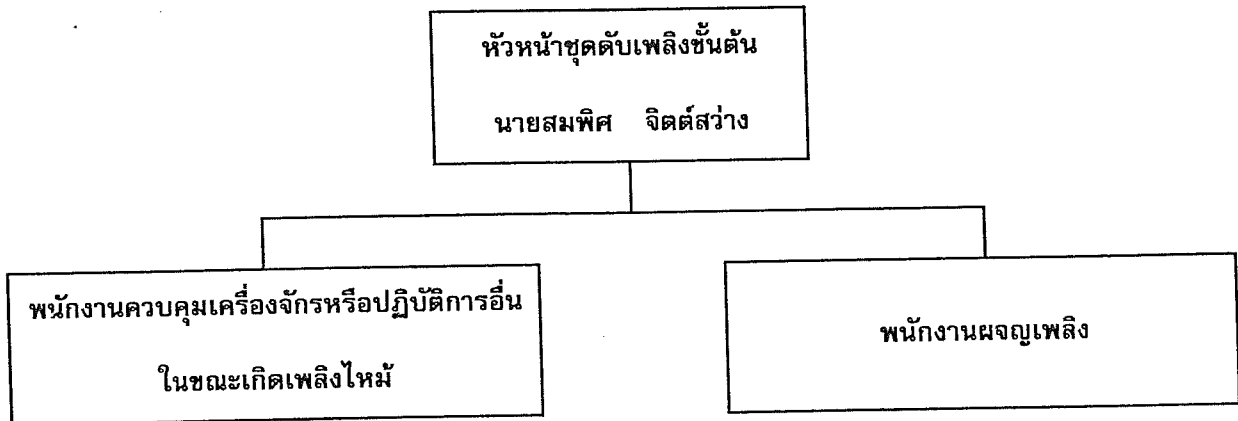 หัวหน้าชุดดับเพลิงขั้นต้น
นายสมพิศ จิตต์สว่าง
พนักงานควบคุมเครื่องจักรหรือปฏิบัติการอื่น
ในขณะเกิดเพลิงไหม้
พนักงานผจญเพลิง